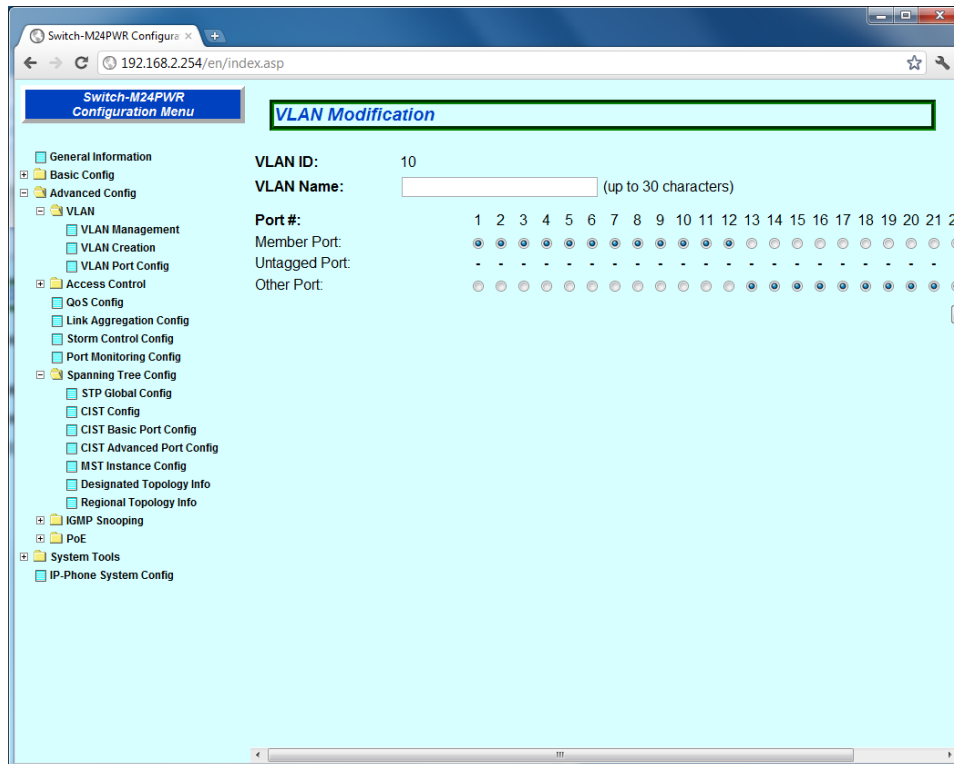 Switch-M24PWR Configura
192.168.2.254/en/index.asp
Switch-M24PWR
Configuration Menu
General Information
Basic Config
Advanced Config
VLAN
VLAN Management
VLAN Creation
VLAN Port Config
Access Control
QoS Config
Link Aggregation Config
Storm Control Config
Port Monitoring Config
Spanning Tree Config
STP Global Config
CIST Config
CIST Basic Port Config
CIST Advanced Port Config
MST Instance Config
Designated Topology Info
Regional Topology Info
IGMP Snooping
PoE
System Tools
IP-Phone System Config
VLAN Modification
VLAN ID: 10
VLAN Name: (up to 30 characters)
Port #: 1 2 3 4 5 6 7 8 9 10 11 12 13 14 15 16 17 18 19 20 21 2
Member Port:
Untagged Port: - - - - - - - - - - - - - - - - - - - - -
Other Port: